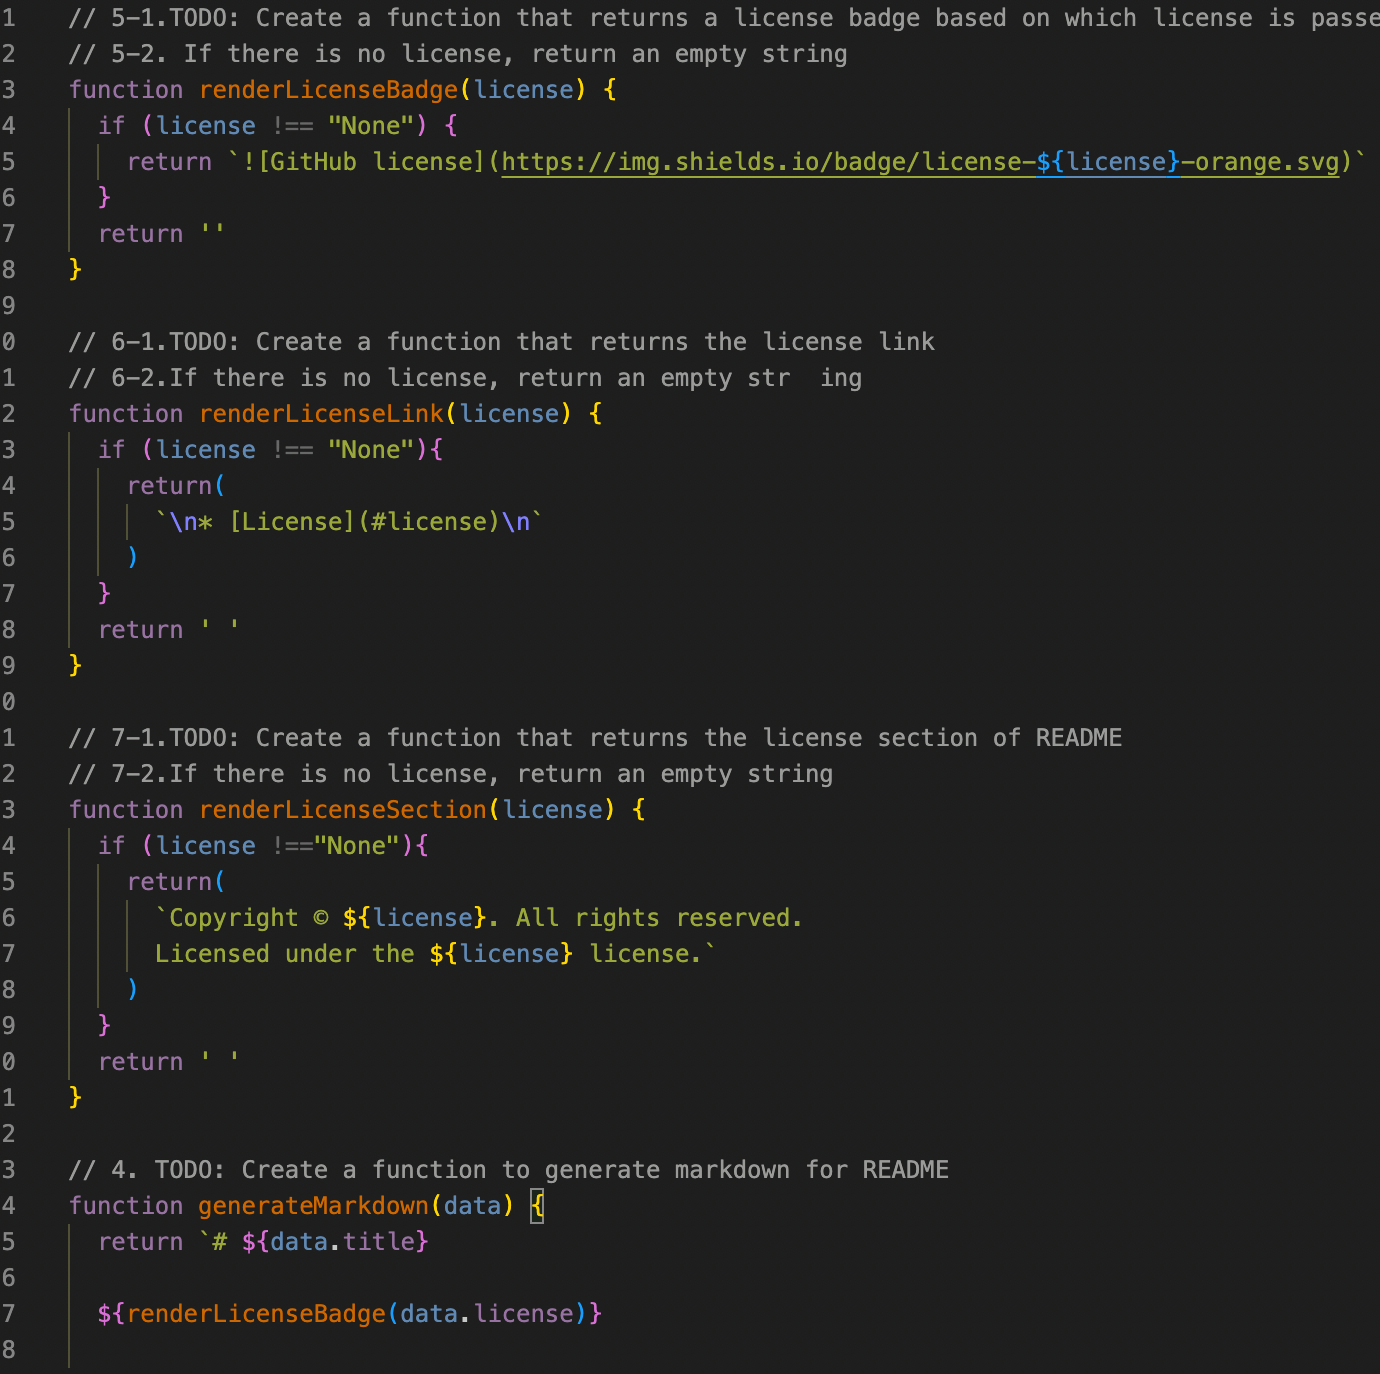 1 // 5-1.TODO: Create a function that returns a license badge based on which license is passe
2 // 5-2. If there is no license, return an empty string
3 function renderLicenseBadge(license) {
4   if (license !== "None") {
5     return `![GitHub license](https://img.shields.io/badge/license-${license}-orange.svg)`
6   }
7   return ''
8 }
9
0 // 6-1.TODO: Create a function that returns the license link
1 // 6-2.If there is no license, return an empty str  ing
2 function renderLicenseLink(license) {
3   if (license !== "None"){
4     return(
5       `\n* [License](#license)\n`
6     )
7   }
8   return ' '
9 }
0
1 // 7-1.TODO: Create a function that returns the license section of README
2 // 7-2.If there is no license, return an empty string
3 function renderLicenseSection(license) {
4   if (license !=="None"){
5     return(
6       `Copyright © ${license}. All rights reserved.
7       Licensed under the ${license} license.`
8     )
9   }
0   return ' '
1 }
2
3 // 4. TODO: Create a function to generate markdown for README
4 function generateMarkdown(data) {
5   return `# ${data.title}
6
7   ${renderLicenseBadge(data.license)}
8